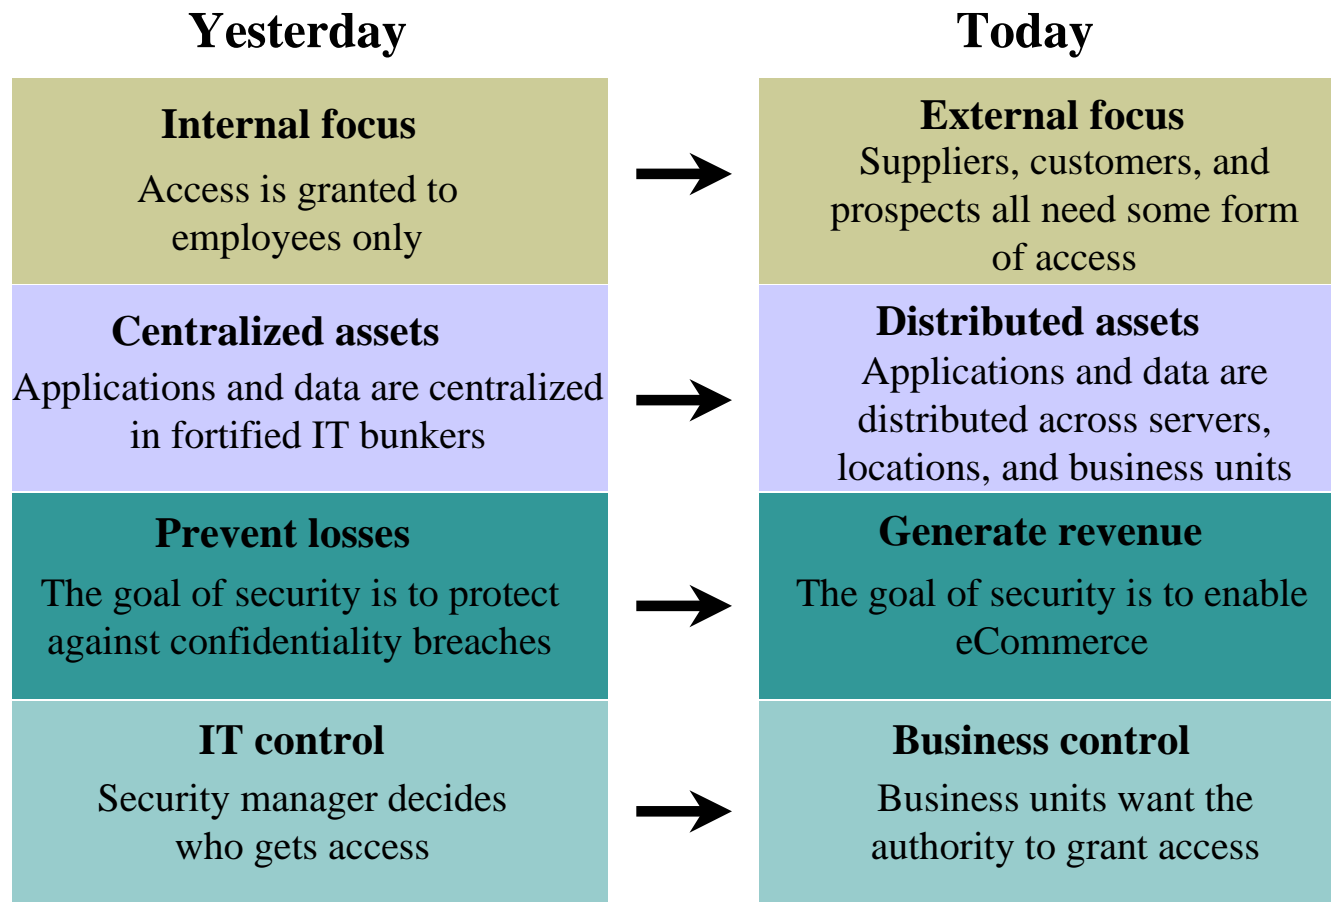 Yesterday
Today
Internal focus
Access is granted to
employees only
External focus
Suppliers, customers, and
prospects all need some form
of access
Centralized assets
Applications and data are centralized
in fortified IT bunkers
Distributed assets
Applications and data are
distributed across servers,
locations, and business units
Prevent losses
The goal of security is to protect
against confidentiality breaches
Generate revenue
The goal of security is to enable
eCommerce
IT control
Security manager decides
who gets access
Business control
Business units want the
authority to grant access